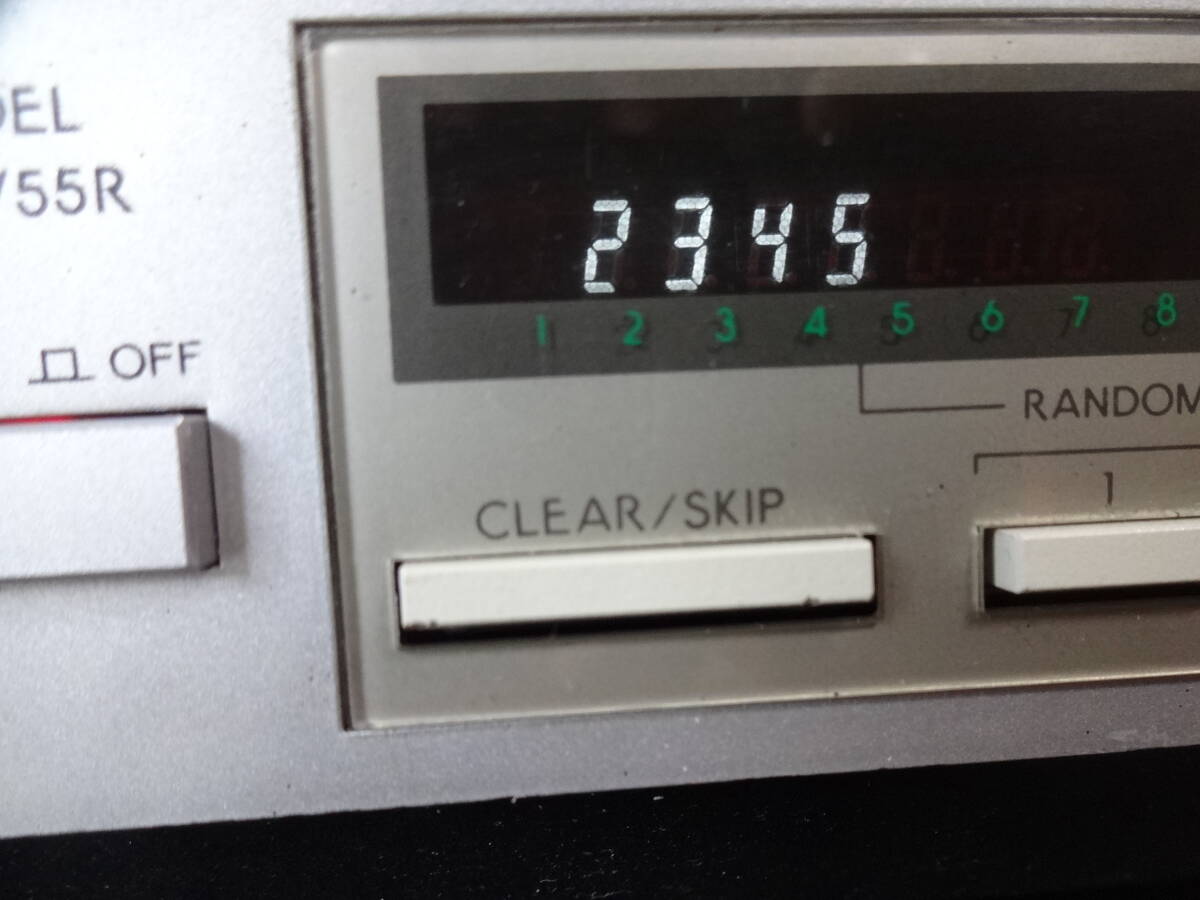 DEL
/55R
OFF
2345
1 2 3 4 5 6 7 8
RANDOM
CLEAR/SKIP
1